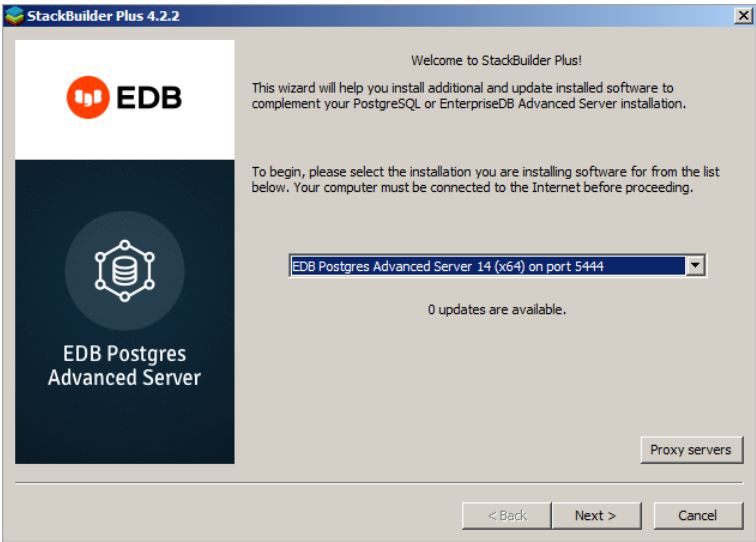 StackBuilder Plus 4.2.2
EDB
EDB Postgres
Advanced Server
Welcome to StackBuilder Plus!
This wizard will help you install additional and update installed software to
complement your PostgreSQL or EnterpriseDB Advanced Server installation.
To begin, please select the installation you are installing software for from the list
below. Your computer must be connected to the Internet before proceeding.
EDB Postgres Advanced Server 14 (x64) on port 5444
0 updates are available.
Proxy servers
< Back
Next >
Cancel